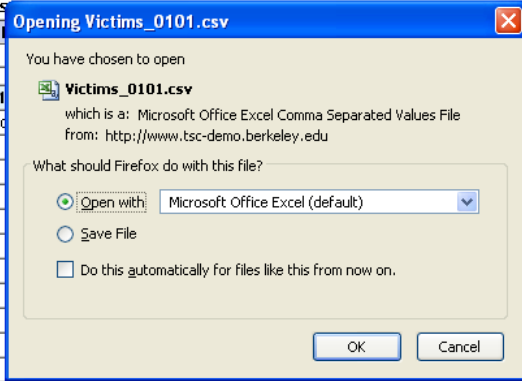 Opening Victims_0101.csv
You have chosen to open
Victims_0101.csv
which is a: Microsoft Office Excel Comma Separated Values File
from: http://www.tsc-demo.berkeley.edu
What should Firefox do with this file?
Open with Microsoft Office Excel (default)
Save File
Do this automatically for files like this from now on.
OK Cancel